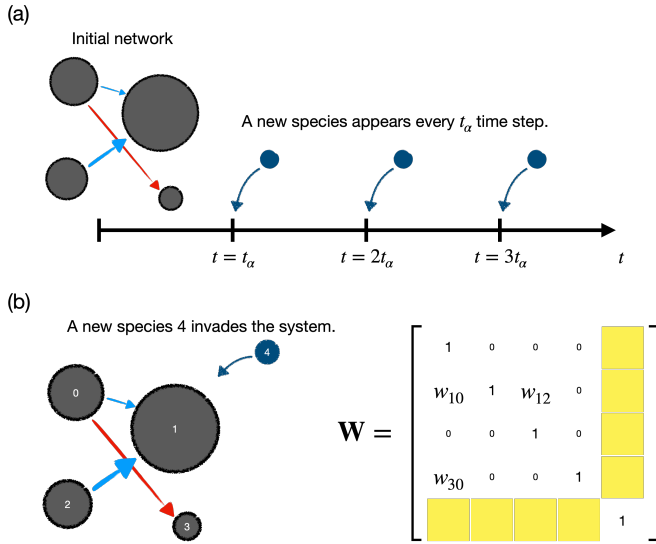 (a)
Initial network
A new species appears every tα time step.
t = tα
t = 2tα
t = 3tα
t
(b)
A new species 4 invades the system.
4
0
1
2
3
W =
1 0 0 0
w10 1 w12 0
0 0 1 0
w30 0 0 1
1